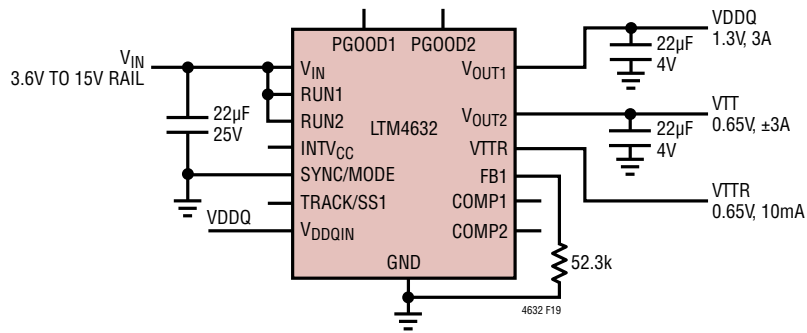 PGOOD1 PGOOD2
VIN
3.6V TO 15V RAIL
22µF
25V
VDDQ
VIN
RUN1
RUN2
INTVCC
SYNC/MODE
TRACK/SS1
VDDQIN
LTM4632
GND
VOUT1
VOUT2
VTTR
FB1
COMP1
COMP2
22µF
4V
VDDQ
1.3V, 3A
22µF
4V
VTT
0.65V, ±3A
VTTR
0.65V, 10mA
52.3k
4632 F19